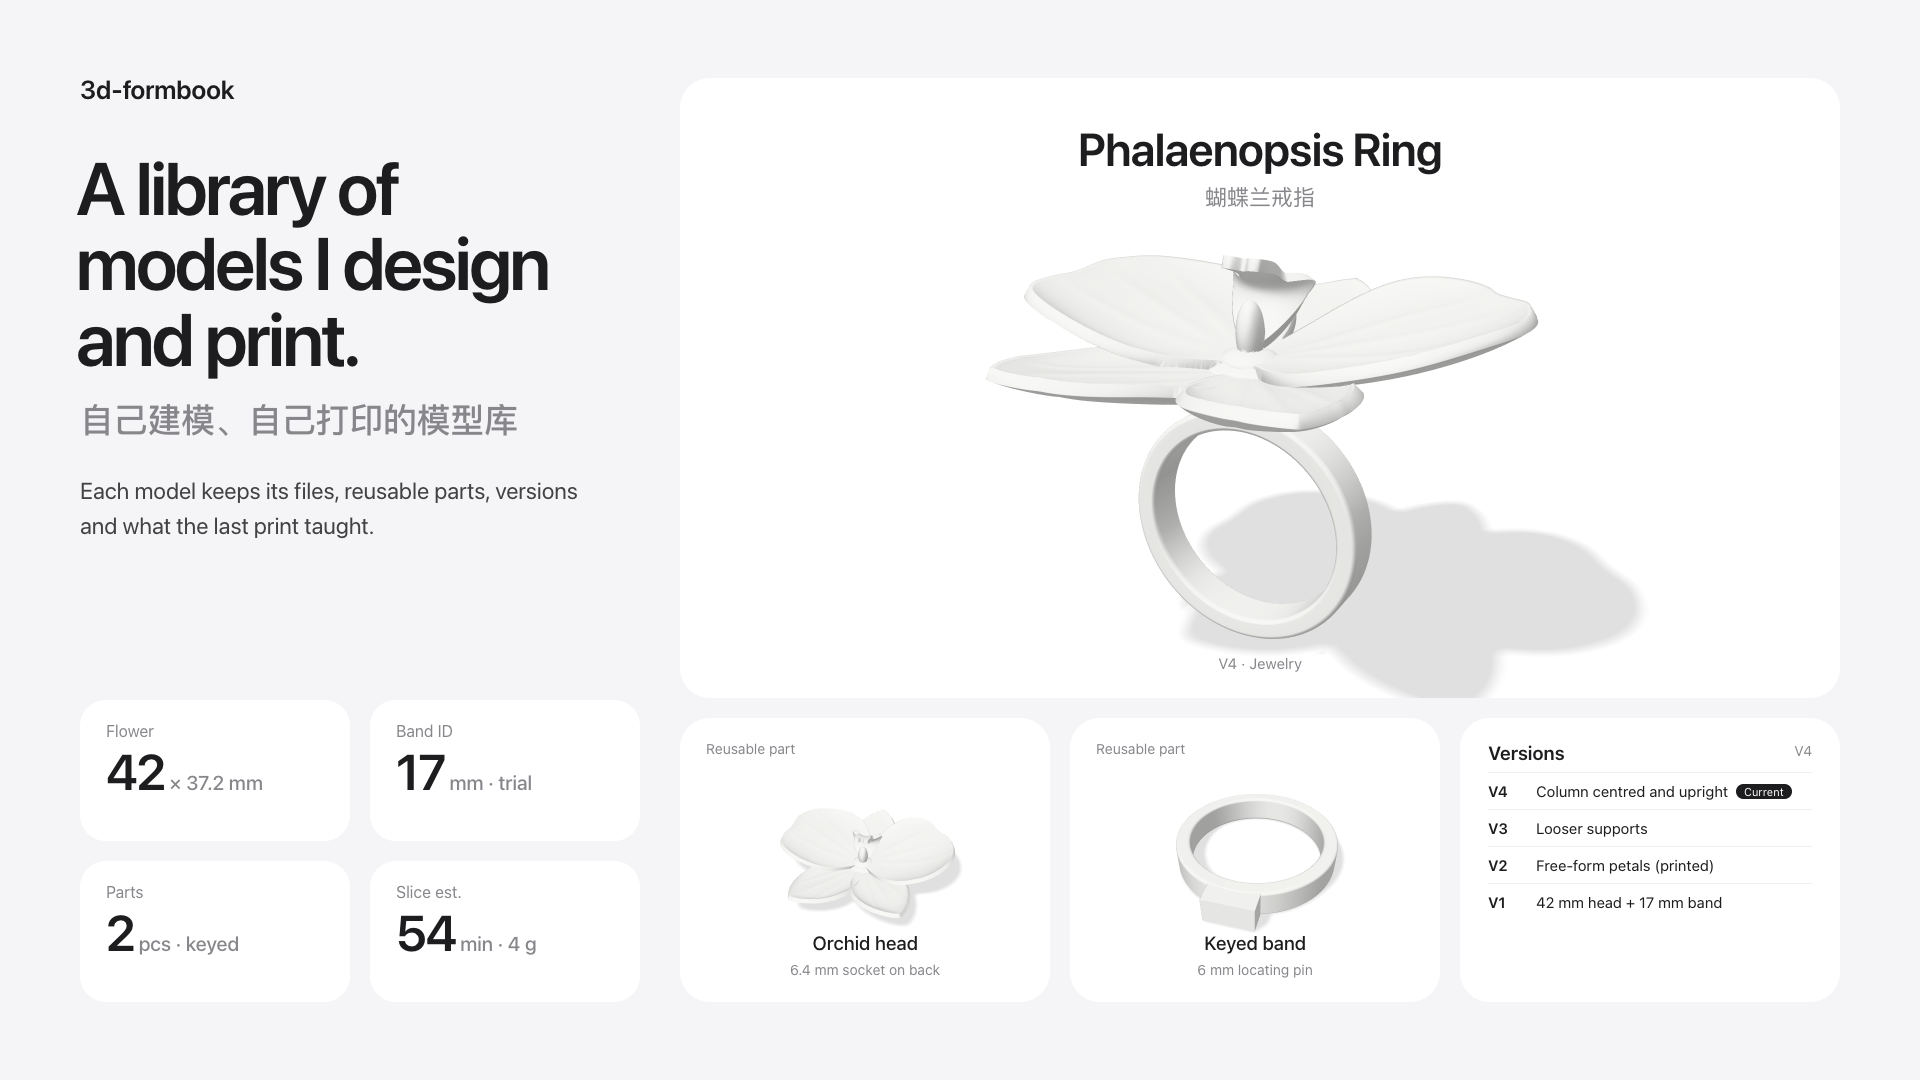 3d-formbook
A library of
models I design
and print.
自己建模、自己打印的模型库
Each model keeps its files, reusable parts, versions
and what the last print taught.
Flower
42 × 37.2 mm
Band ID
17 mm · trial
Parts
2 pcs · keyed
Slice est.
54 min · 4 g
Phalaenopsis Ring
蝴蝶兰戒指
V4 · Jewelry
Reusable part
Orchid head
6.4 mm socket on back
Reusable part
Keyed band
6 mm locating pin
Versions V4
V4 Column centred and upright Current
V3 Looser supports
V2 Free-form petals (printed)
V1 42 mm head + 17 mm band